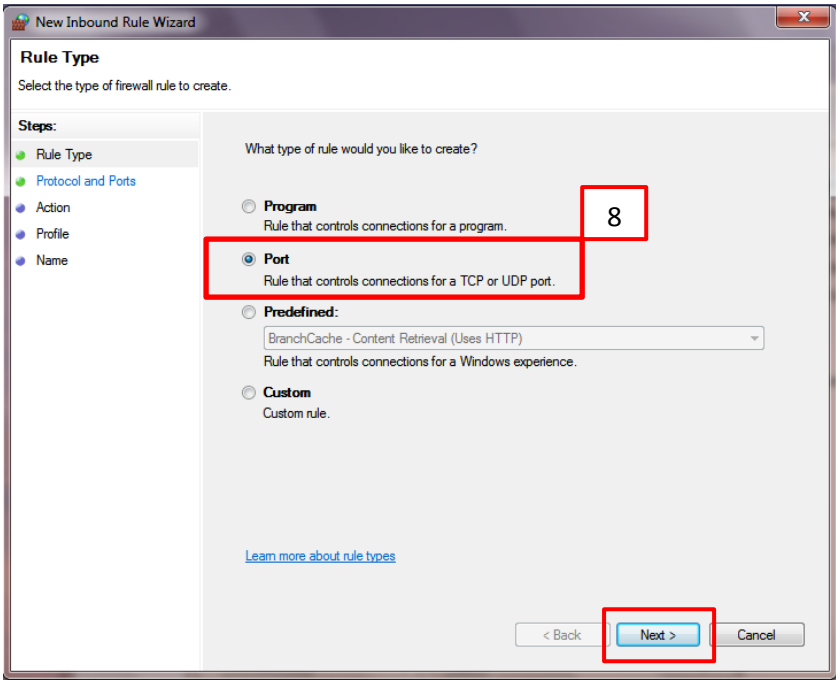 New Inbound Rule Wizard
Rule Type
Select the type of firewall rule to create.
Steps:
Rule Type
Protocol and Ports
Action
Profile
Name
What type of rule would you like to create?
Program
Rule that controls connections for a program.
8
Port
Rule that controls connections for a TCP or UDP port.
Predefined:
BranchCache - Content Retrieval (Uses HTTP)
Rule that controls connections for a Windows experience.
Custom
Custom rule.
Learn more about rule types
< Back Next > Cancel